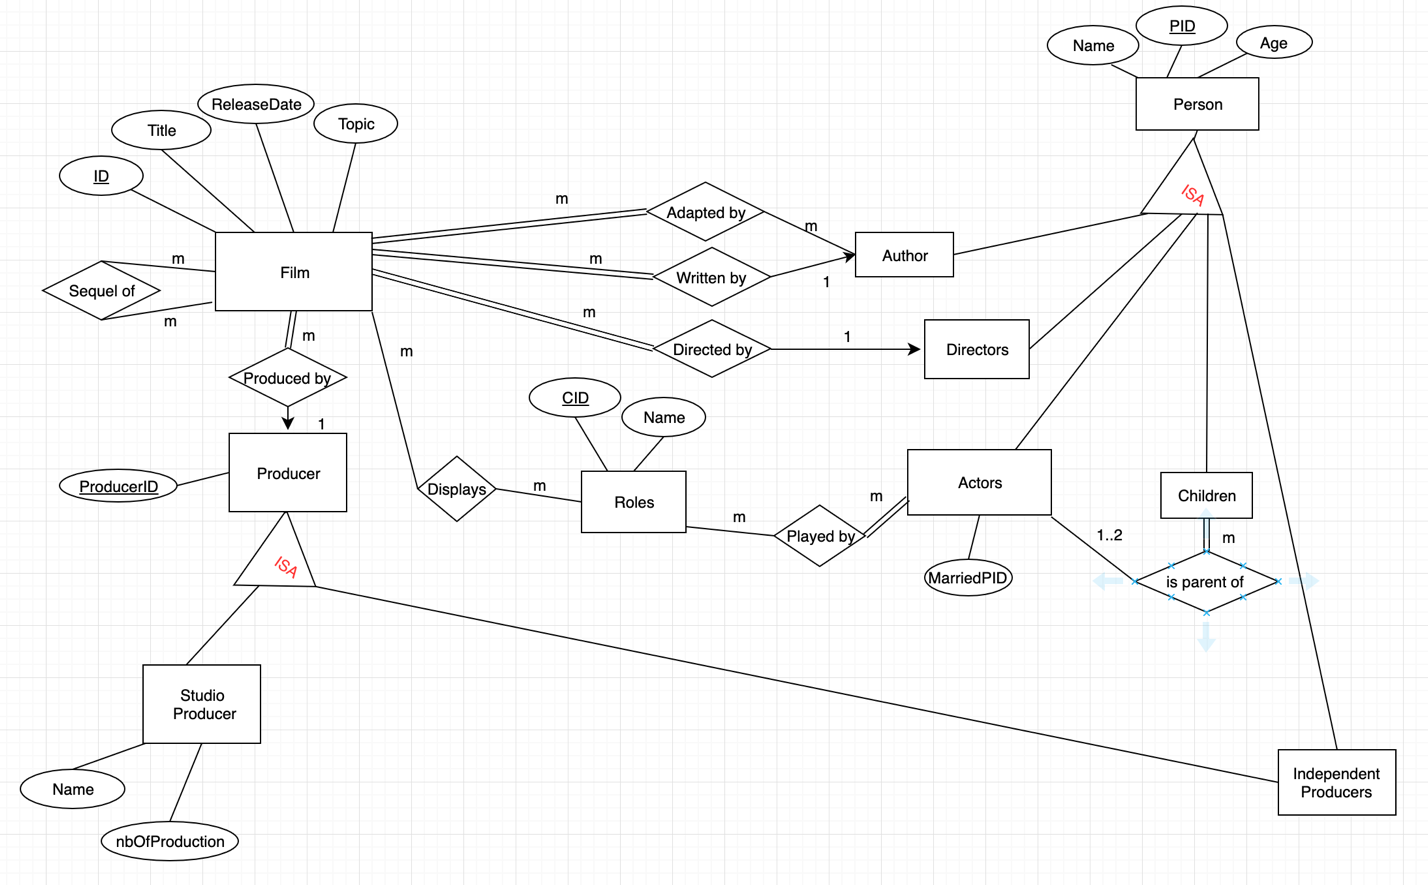 PID
Name
Age
Person
ReleaseDate
Title
Topic
ID
ISA
m
Adapted by
m
Author
m
Film
Sequel of
m
Written by
1
m
m
Directed by
1
Directors
m
Produced by
m
1
CID
Name
Producer
ProducerID
Displays
m
Roles
m
Played by
m
Actors
MarriedPID
1..2
Children
m
is parent of
ISA
Studio
Producer
Name
nbOfProduction
Independent
Producers